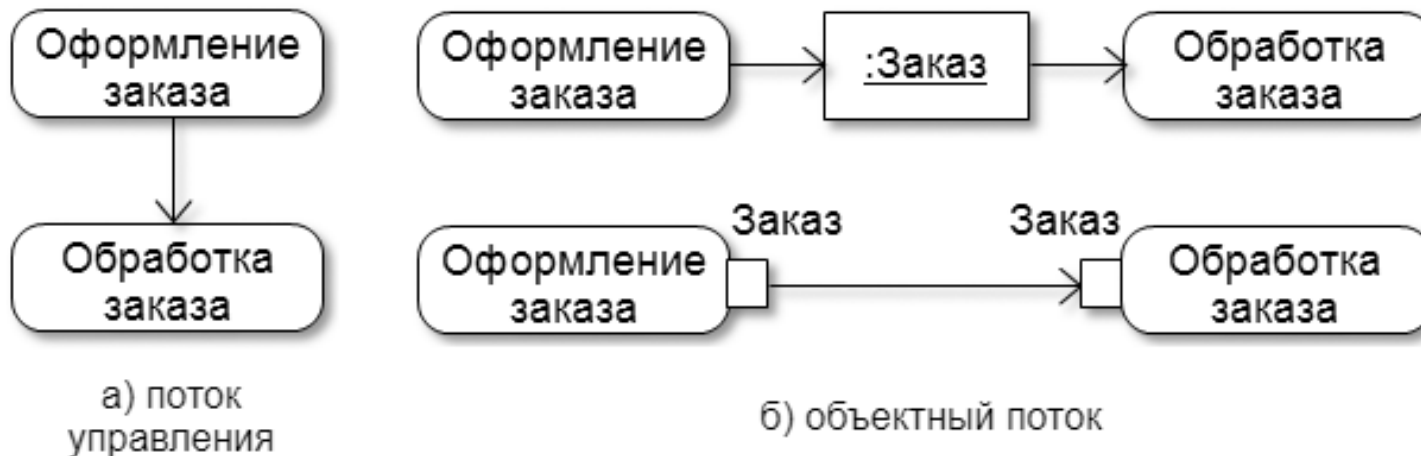 Оформление
заказа
Обработка
заказа
а) поток
управления
Оформление
заказа
:Заказ
Обработка
заказа
Заказ
Заказ
Оформление
заказа
Обработка
заказа
б) объектный поток